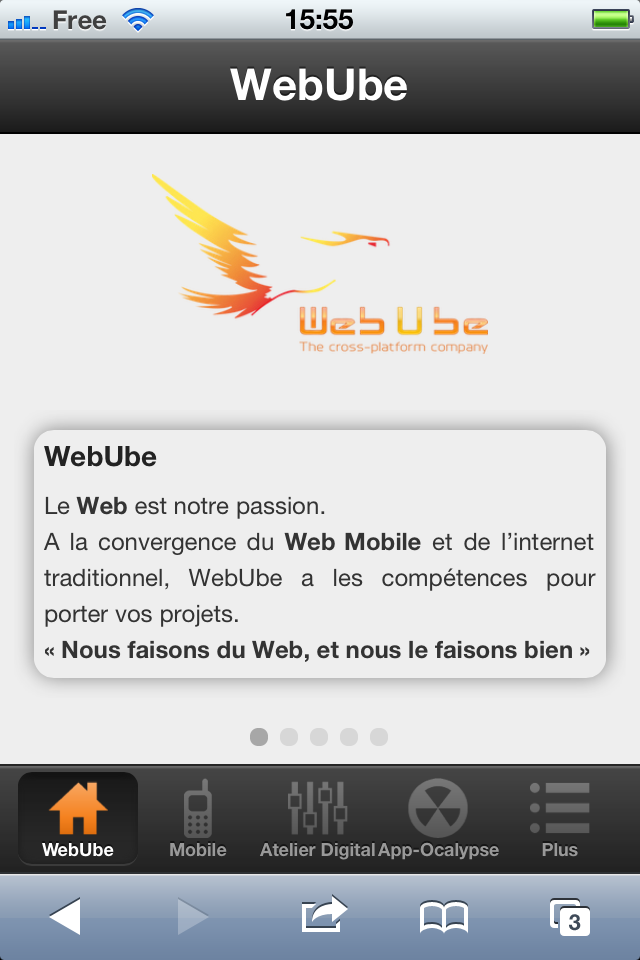 Free 15:55
WebUbe
Web Ube
The cross-platform company
WebUbe
Le Web est notre passion.
A la convergence du Web Mobile et de l’internet
traditionnel, WebUbe a les compétences pour
porter vos projets.
« Nous faisons du Web, et nous le faisons bien »
WebUbe Mobile Atelier Digital App-Ocalypse Plus
3